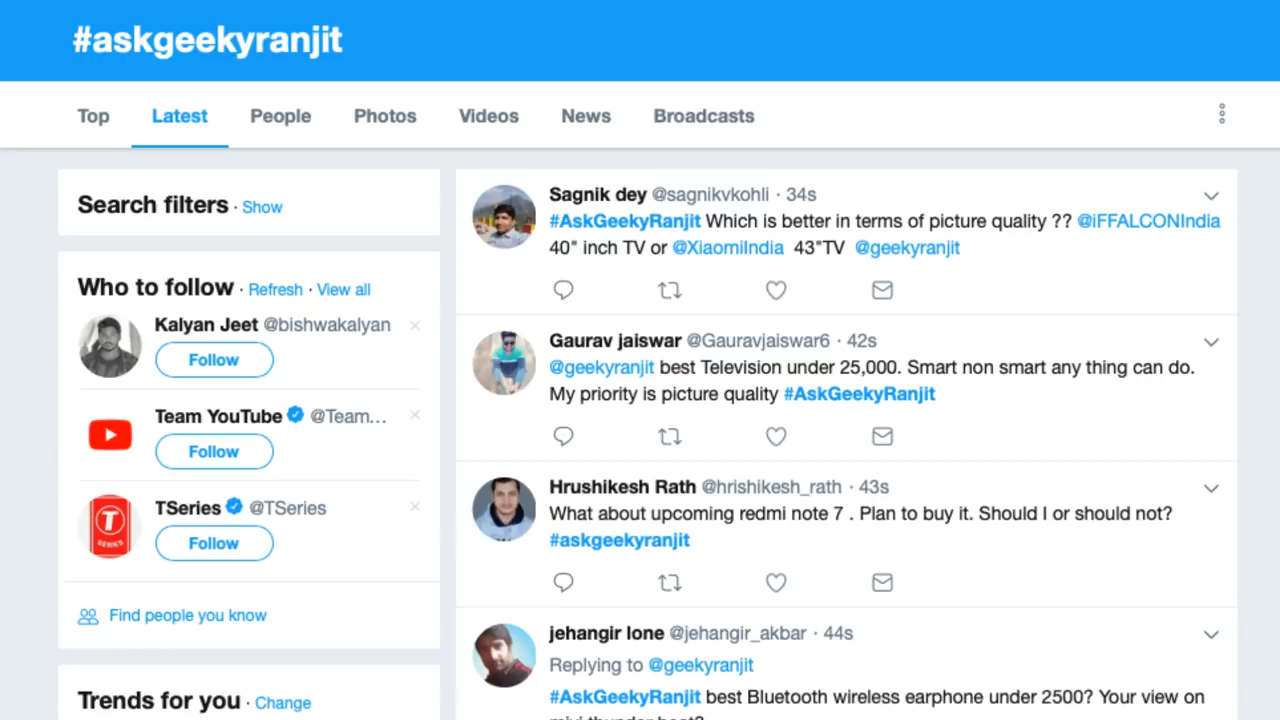 #askgeekyranjit
Top Latest People Photos Videos News Broadcasts
Search filters · Show
Who to follow · Refresh · View all
Kalyan Jeet @bishwakalyan
Follow
Team YouTube @Team...
Follow
T
SERIES
TSeries @TSeries
Follow
Find people you know
Trends for you · Change
Sagnik dey @sagnikvkohli · 34s
#AskGeekyRanjit Which is better in terms of picture quality ?? @iFFALCONIndia
40" inch TV or @XiaomiIndia 43"TV @geekyranjit
Gaurav jaiswar @Gauravjaiswar6 · 42s
@geekyranjit best Television under 25,000. Smart non smart any thing can do.
My priority is picture quality #AskGeekyRanjit
Hrushikesh Rath @hrishikesh_rath · 43s
What about upcoming redmi note 7 . Plan to buy it. Should I or should not?
#askgeekyranjit
jehangir lone @jehangir_akbar · 44s
Replying to @geekyranjit
#AskGeekyRanjit best Bluetooth wireless earphone under 2500? Your view on